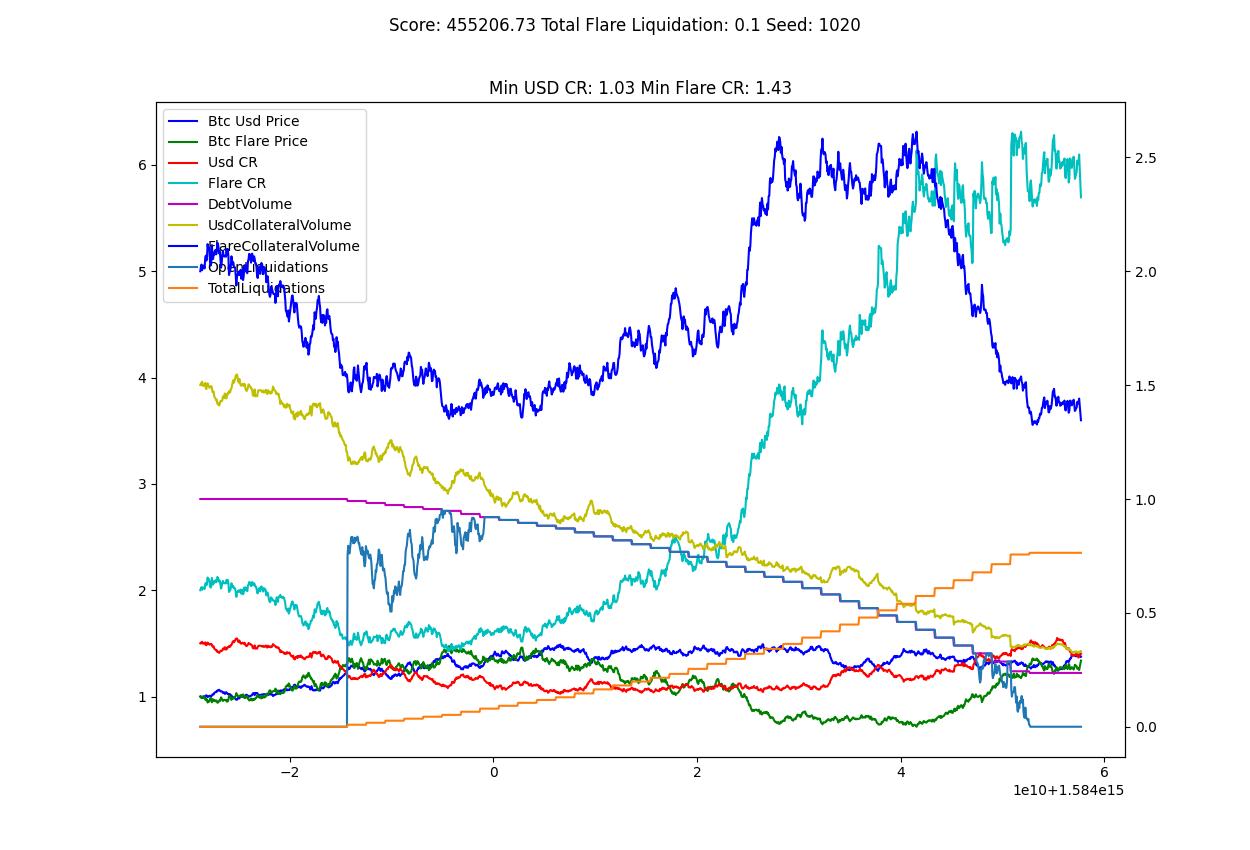 Score: 455206.73 Total Flare Liquidation: 0.1 Seed: 1020
Min USD CR: 1.03 Min Flare CR: 1.43
Btc Usd Price
Btc Flare Price
Usd CR
Flare CR
DebtVolume
UsdCollateralVolume
FlareCollateralVolume
OpenLiquidations
TotalLiquidations
6
5
4
3
2
1
2.5
2.0
1.5
1.0
0.5
0.0
−2 0 2 4 6
1e10+1.584e15